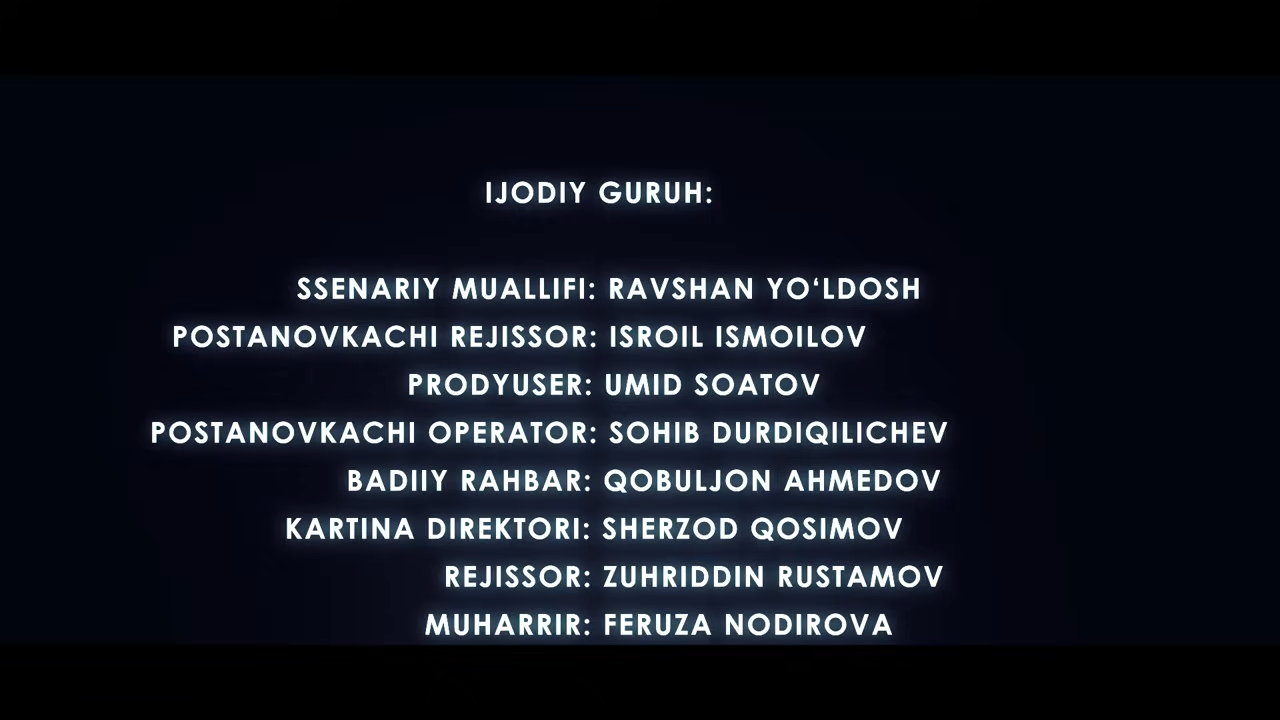 IJODIY GURUH:
SSENARIY MUALLIFI: RAVSHAN YO‘LDOSH
POSTANOVKACHI REJISSOR: ISROIL ISMOILOV
PRODYUSER: UMID SOATOV
POSTANOVKACHI OPERATOR: SOHIB DURDIQILICHEV
BADIIY RAHBAR: QOBULJON AHMEDOV
KARTINA DIREKTORI: SHERZOD QOSIMOV
REJISSOR: ZUHRIDDIN RUSTAMOV
MUHARRIR: FERUZA NODIROVA